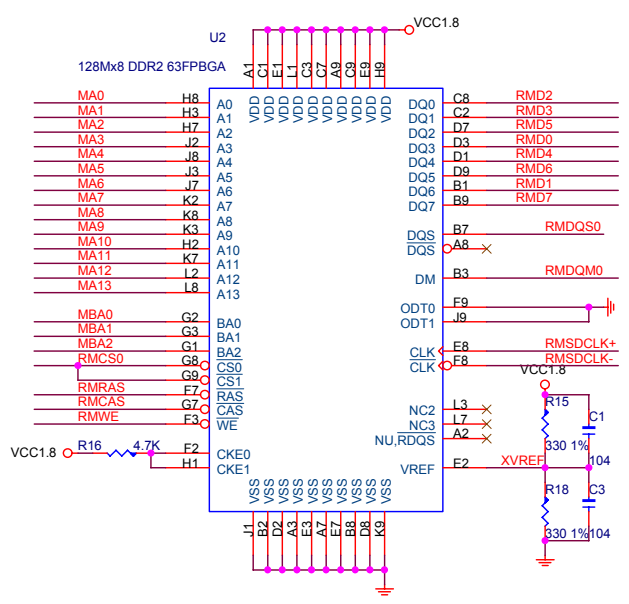 U2
VCC1.8
128Mx8 DDR2 63FPBGA
A1 C1 E1 L1 C3 C7 A9 C9 E9 H9
VDD VDD VDD VDD VDD VDD VDD VDD VDD VDD
MA0 H8 A0 DQ0 C8 RMD2
MA1 H3 A1 DQ1 C2 RMD3
MA2 H7 A2 DQ2 D7 RMD5
MA3 J2 A3 DQ3 D3 RMD0
MA4 J8 A4 DQ4 D1 RMD4
MA5 J3 A5 DQ5 D9 RMD6
MA6 J7 A6 DQ6 B1 RMD1
MA7 K2 A7 DQ7 B9 RMD7
MA8 K8 A8
MA9 K3 A9 DQS B7 RMDQS0
MA10 H2 A10 DQS A8
MA11 K7 A11
MA12 L2 A12 DM B3 RMDQM0
MA13 L8 A13
ODT0 F9
MBA0 G2 BA0 ODT1 J9
MBA1 G3 BA1
MBA2 G1 BA2 CLK E8 RMSDCLK+
RMCS0 G8 CS0 CLK F8 RMSDCLK-
G9 CS1 VCC1.8
RMRAS F7 RAS
RMCAS G7 CAS NC2 L3 R15 C1
RMWE F3 WE NC3 L7
NU,RDQS A2
VCC1.8 R16 4.7K F2 CKE0 330 1% 104
H1 CKE1 VREF E2 XVREF
R18 C3
VSS VSS VSS VSS VSS VSS VSS VSS VSS VSS
J1 B2 D2 A3 E3 A7 E7 B8 D8 K9
330 1% 104